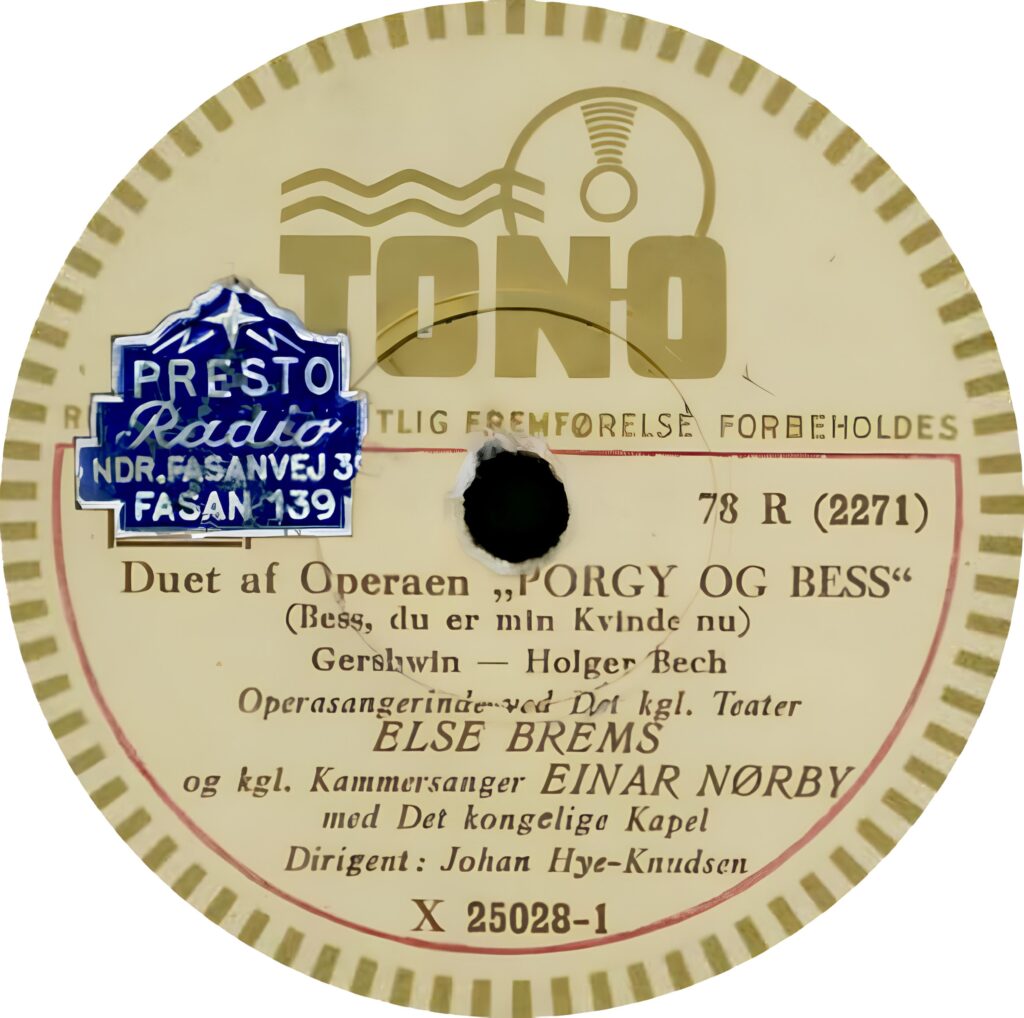 TONO
PRESTO
Radio
NDR. FASANVEJ
FASAN 139
FREMFØRELSE FORBEHOLDES
78 R (2271)
Duet af Operaen „PORGY OG BESS“
(Bess, du er min Kvinde nu)
Gershwin — Holger Bech
Operasangerinde ved Det kgl. Teater
ELSE BREMS
og kgl. Kammersanger EINAR NØRBY
med Det kongelige Kapel
Dirigent: Johan Hye-Knudsen
X 25028-1